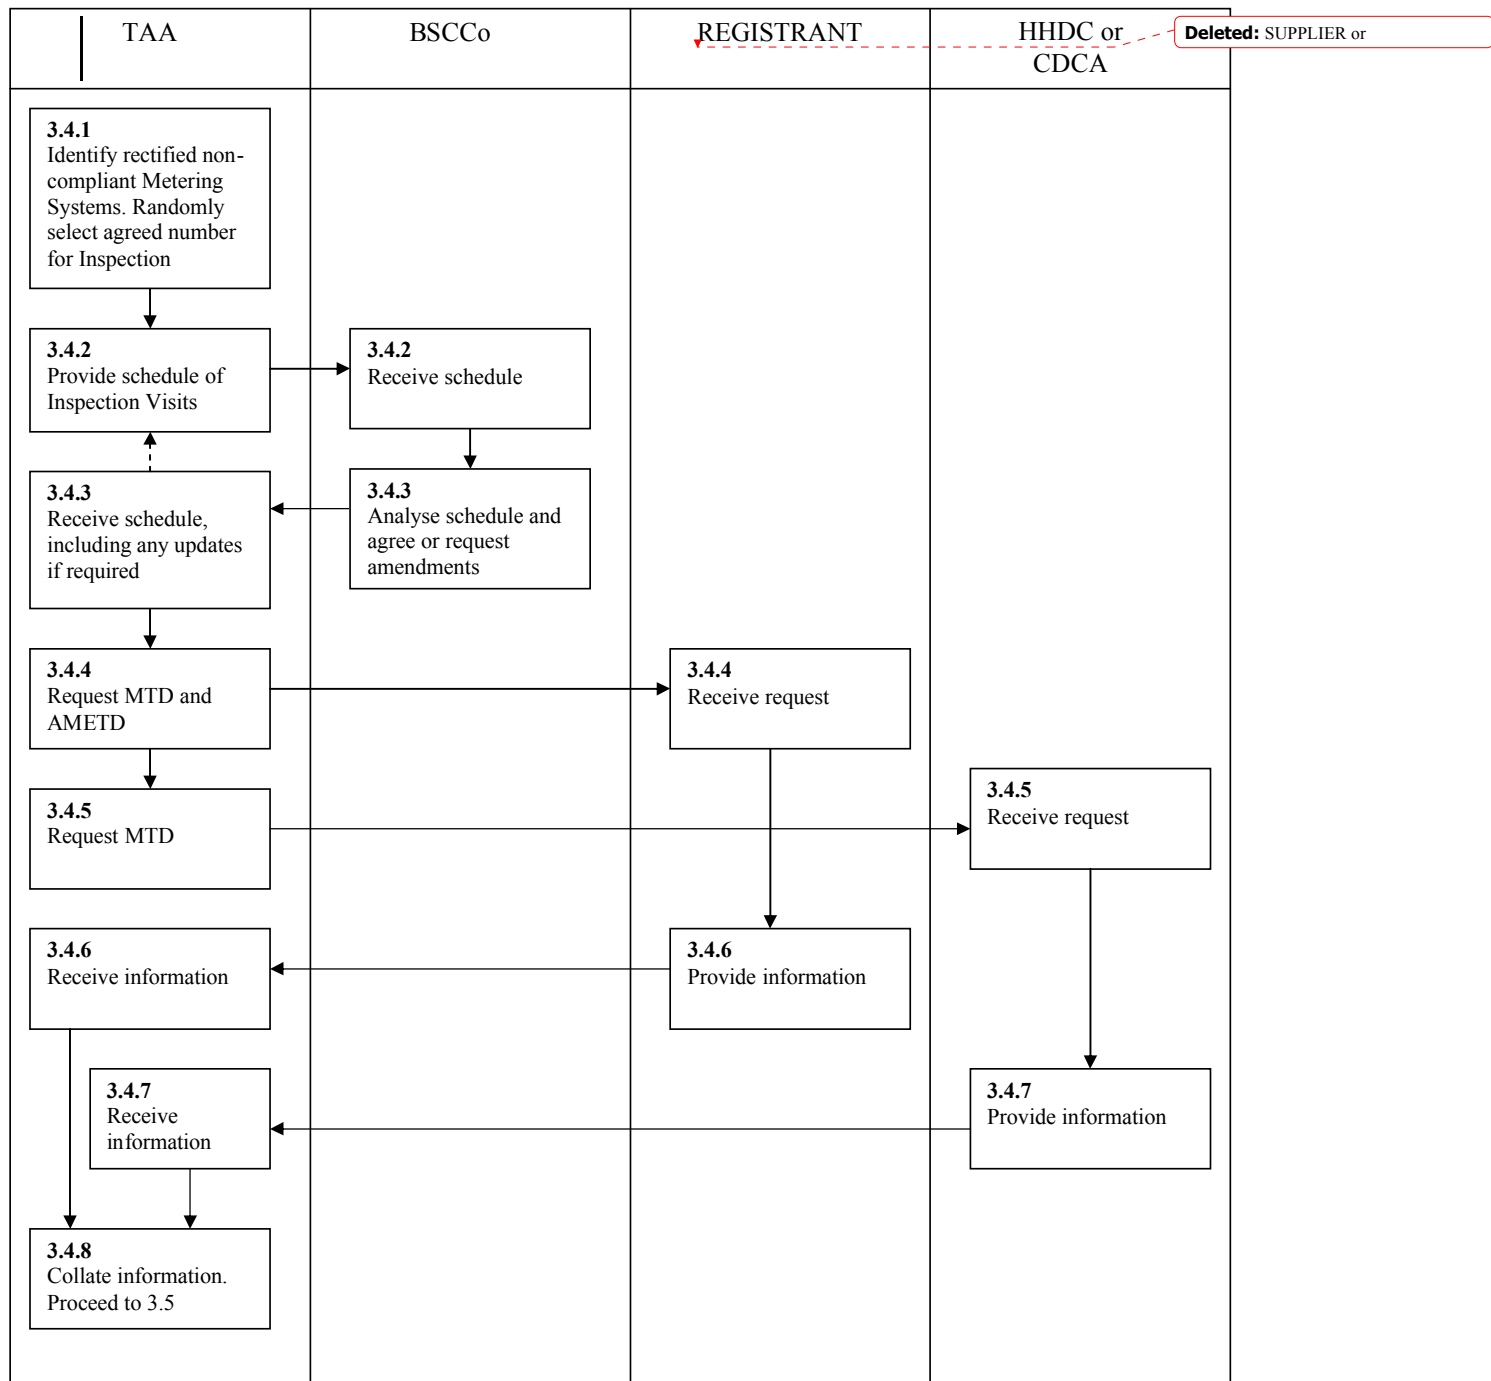 TAA
BSCCo
REGISTRANT
HHDC or
CDCA
Deleted: SUPPLIER or
3.4.1
Identify rectified non-
compliant Metering
Systems. Randomly
select agreed number
for Inspection
3.4.2
Provide schedule of
Inspection Visits
3.4.2
Receive schedule
3.4.3
Receive schedule,
including any updates
if required
3.4.3
Analyse schedule and
agree or request
amendments
3.4.4
Request MTD and
AMETD
3.4.4
Receive request
3.4.5
Request MTD
3.4.5
Receive request
3.4.6
Receive information
3.4.6
Provide information
3.4.7
Receive
information
3.4.7
Provide information
3.4.8
Collate information.
Proceed to 3.5